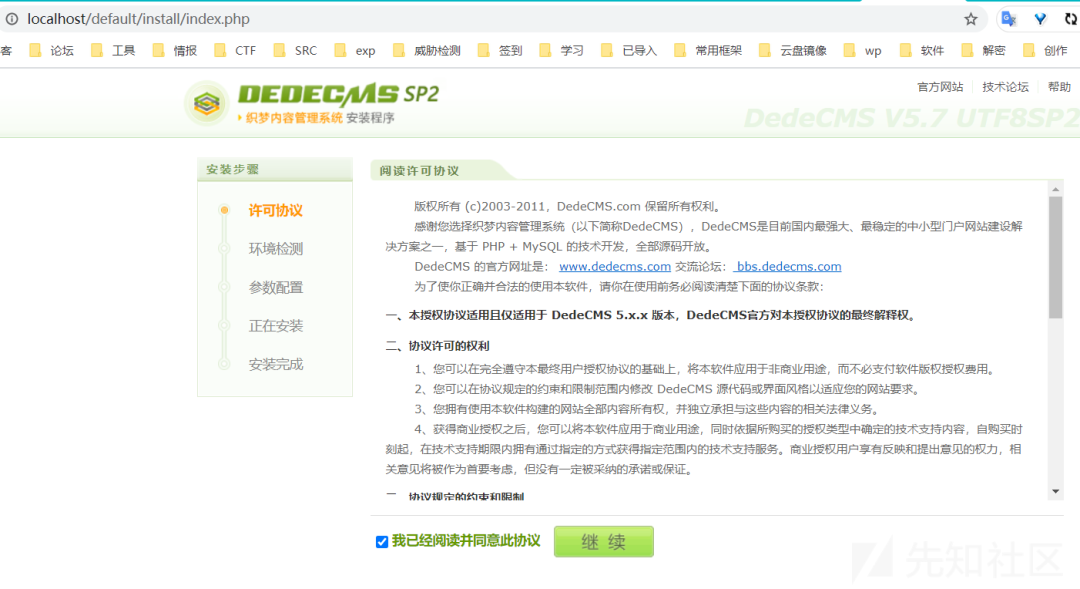 localhost/default/install/index.php
客 论坛 工具 情报 CTF SRC exp 威胁检测 签到 学习 已导入 常用框架 云盘镜像 wp 软件 解密 创作
官方网站 技术论坛 帮助
DEDECMS SP2
织梦内容管理系统 安装程序
DedeCMS V5.7 UTF8SP2
安装步骤
许可协议
环境检测
参数配置
正在安装
安装完成
阅读许可协议
版权所有 (c)2003-2011，DedeCMS.com 保留所有权利。
感谢您选择织梦内容管理系统（以下简称DedeCMS），DedeCMS是目前国内最强大、最稳定的中小型门户网站建设解
决方案之一，基于 PHP + MySQL 的技术开发，全部源码开放。
DedeCMS 的官方网址是： www.dedecms.com 交流论坛： bbs.dedecms.com
为了使你正确并合法的使用本软件，请你在使用前务必阅读清楚下面的协议条款：
一、本授权协议适用且仅适用于 DedeCMS 5.x.x 版本，DedeCMS官方对本授权协议的最终解释权。
二、协议许可的权利
1、您可以在完全遵守本最终用户授权协议的基础上，将本软件应用于非商业用途，而不必支付软件版权授权费用。
2、您可以在协议规定的约束和限制范围内修改 DedeCMS 源代码或界面风格以适应您的网站要求。
3、您拥有使用本软件构建的网站全部内容所有权，并独立承担与这些内容的相关法律义务。
4、获得商业授权之后，您可以将本软件应用于商业用途，同时依据所购买的授权类型中确定的技术支持内容，自购买时
刻起，在技术支持期限内拥有通过指定的方式获得指定范围内的技术支持服务。商业授权用户享有反映和提出意见的权力，相
关意见将被作为首要考虑，但没有一定被采纳的承诺或保证。
协议规定的约束和限制
我已经阅读并同意此协议
继 续
先知社区